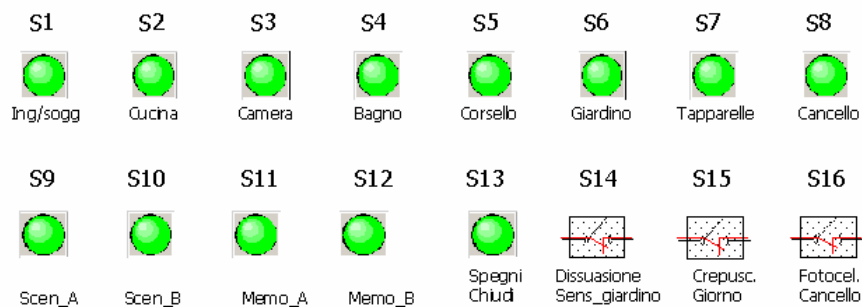 S1 S2 S3 S4 S5 S6 S7 S8
Ing/sogg Cucina Camera Bagno Corsello Giardino Tapparelle Cancello
S9 S10 S11 S12 S13 S14 S15 S16
Scen_A Scen_B Memo_A Memo_B Spegni Dissuasione Crepusc. Fotocel.
Chiudi Sens_giardino Giorno Cancello